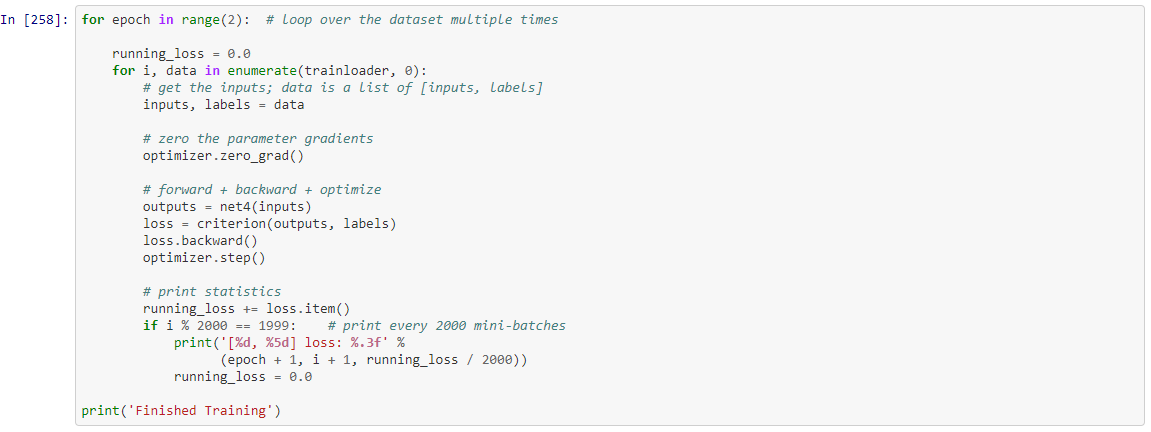 In [258]: for epoch in range(2):  # loop over the dataset multiple times
    running_loss = 0.0
    for i, data in enumerate(trainloader, 0):
        # get the inputs; data is a list of [inputs, labels]
        inputs, labels = data
        # zero the parameter gradients
        optimizer.zero_grad()
        # forward + backward + optimize
        outputs = net4(inputs)
        loss = criterion(outputs, labels)
        loss.backward()
        optimizer.step()
        # print statistics
        running_loss += loss.item()
        if i % 2000 == 1999:    # print every 2000 mini-batches
            print('[%d, %5d] loss: %.3f' %
                  (epoch + 1, i + 1, running_loss / 2000))
            running_loss = 0.0
print('Finished Training')